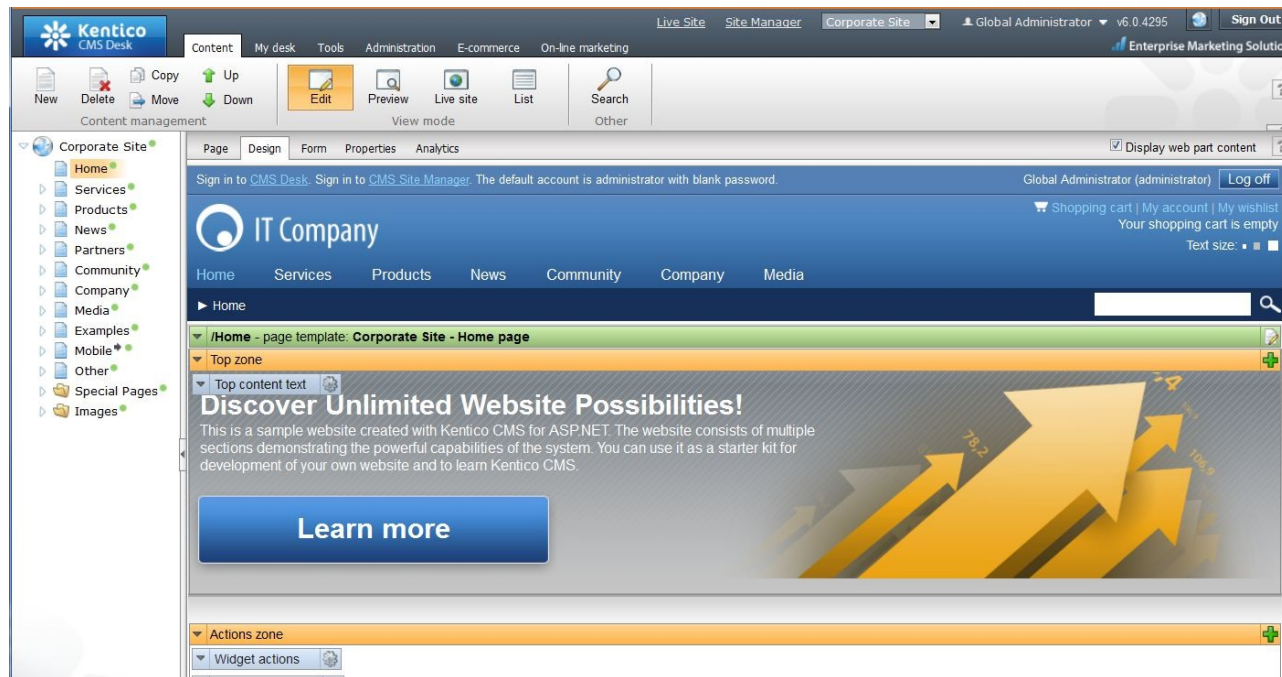 Kentico
CMS Desk
Live Site Site Manager Corporate Site Global Administrator v6.0.4295 Sign Out
Content My desk Tools Administration E-commerce On-line marketing
Enterprise Marketing Solutio
New Delete Copy Move Up Down
Content management
Edit Preview Live site List
View mode
Search
Other
Corporate Site
Home
Services
Products
News
Partners
Community
Company
Media
Examples
Mobile
Other
Special Pages
Images
Page Design Form Properties Analytics
Display web part content
Sign in to CMS Desk. Sign in to CMS Site Manager. The default account is administrator with blank password.
Global Administrator (administrator) Log off
Shopping cart | My account | My wishlist
Your shopping cart is empty
Text size:
IT Company
Home Services Products News Community Company Media
Home
/Home - page template: Corporate Site - Home page
Top zone
Top content text
Discover Unlimited Website Possibilities!
This is a sample website created with Kentico CMS for ASP.NET. The website consists of multiple
sections demonstrating the powerful capabilities of the system. You can use it as a starter kit for
development of your own website and to learn Kentico CMS.
Learn more
78,2
106,9
Actions zone
Widget actions